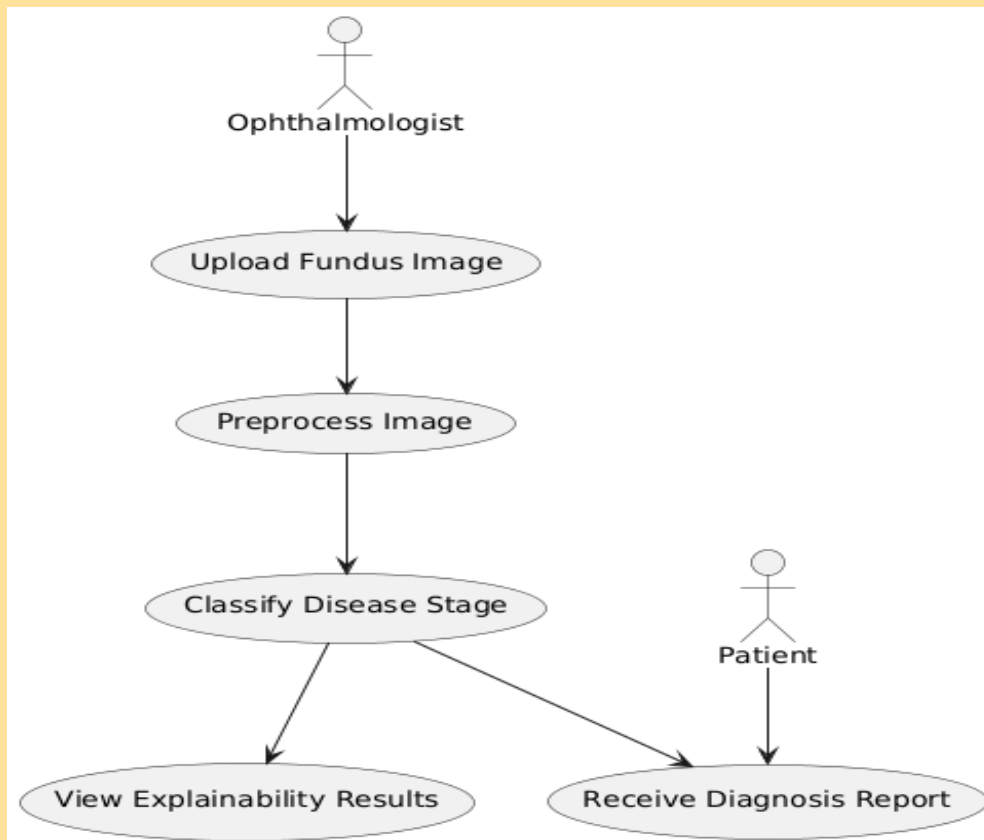 Ophthalmologist
Upload Fundus Image
Preprocess Image
Classify Disease Stage
Patient
View Explainability Results
Receive Diagnosis Report